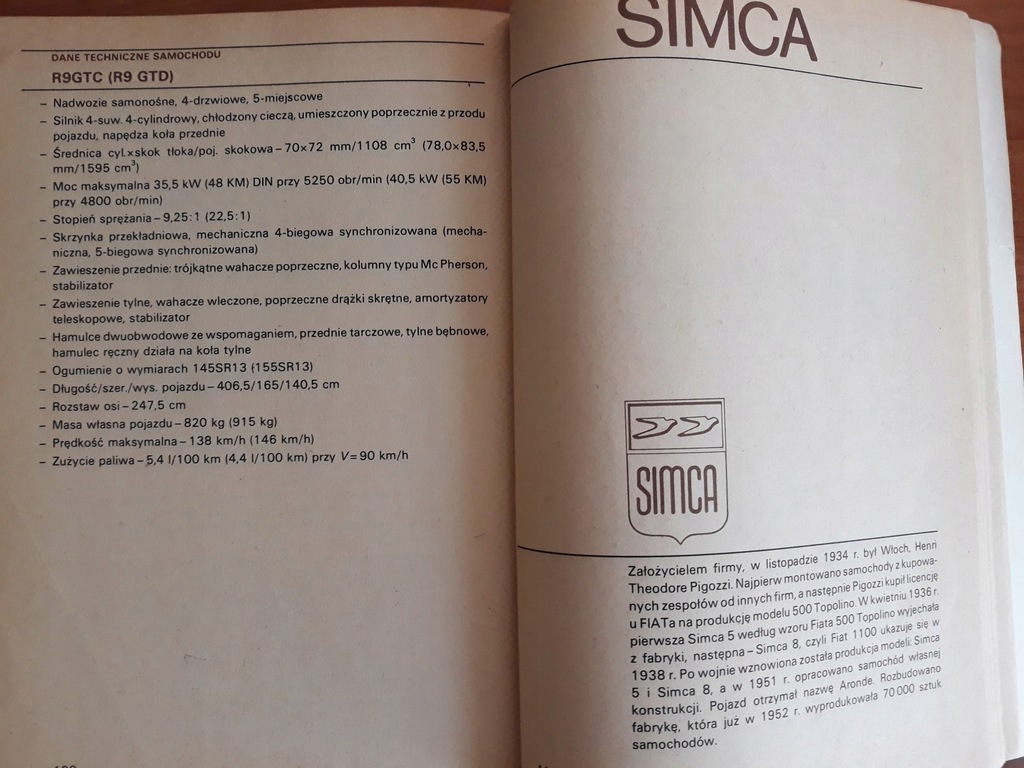 DANE TECHNICZNE SAMOCHODU
R9GTC (R9 GTD)
– Nadwozie samonośne, 4-drzwiowe, 5-miejscowe
– Silnik 4-suw. 4-cylindrowy, chłodzony cieczą, umieszczony poprzecznie z przodu
pojazdu, napędza koła przednie
– Średnica cyl.×skok tłoka/poj. skokowa – 70×72 mm/1108 cm³ (78,0×83,5
mm/1595 cm³)
– Moc maksymalna 35,5 kW (48 KM) DIN przy 5250 obr/min (40,5 kW (55 KM)
przy 4800 obr/min)
– Stopień sprężania – 9,25:1 (22,5:1)
– Skrzynka przekładniowa, mechaniczna 4-biegowa synchronizowana (mecha-
niczna, 5-biegowa synchronizowana)
– Zawieszenie przednie: trójkątne wahacze poprzeczne, kolumny typu Mc Pherson,
stabilizator
– Zawieszenie tylne, wahacze wleczone, poprzeczne drążki skrętne, amortyzatory
teleskopowe, stabilizator
– Hamulce dwuobwodowe ze wspomaganiem, przednie tarczowe, tylne bębnowe,
hamulec ręczny działa na koła tylne
– Ogumienie o wymiarach 145SR13 (155SR13)
– Długość/szer./wys. pojazdu – 406,5/165/140,5 cm
– Rozstaw osi – 247,5 cm
– Masa własna pojazdu – 820 kg (915 kg)
– Prędkość maksymalna – 138 km/h (146 km/h)
– Zużycie paliwa – 5,4 l/100 km (4,4 l/100 km) przy V = 90 km/h
SIMCA
SIMCA
Założycielem firmy, w listopadzie 1934 r. był Włoch, Henri
Theodore Pigozzi. Najpierw montowano samochody z kupowa-
nych zespołów od innych firm, a następnie Pigozzi kupił licencję
u FIATa na produkcję modelu 500 Topolino. W kwietniu 1936 r.
pierwsza Simca 5 według wzoru Fiata 500 Topolino wyjechała
z fabryki, następna – Simca 8, czyli Fiat 1100 ukazuje się w
1938 r. Po wojnie wznowiona została produkcja modeli: Simca
5 i Simca 8, a w 1951 r. opracowano samochód własnej
konstrukcji. Pojazd otrzymał nazwę Aronde. Rozbudowano
fabrykę, która już w 1952 r. wyprodukowała 70 000 sztuk
samochodów.